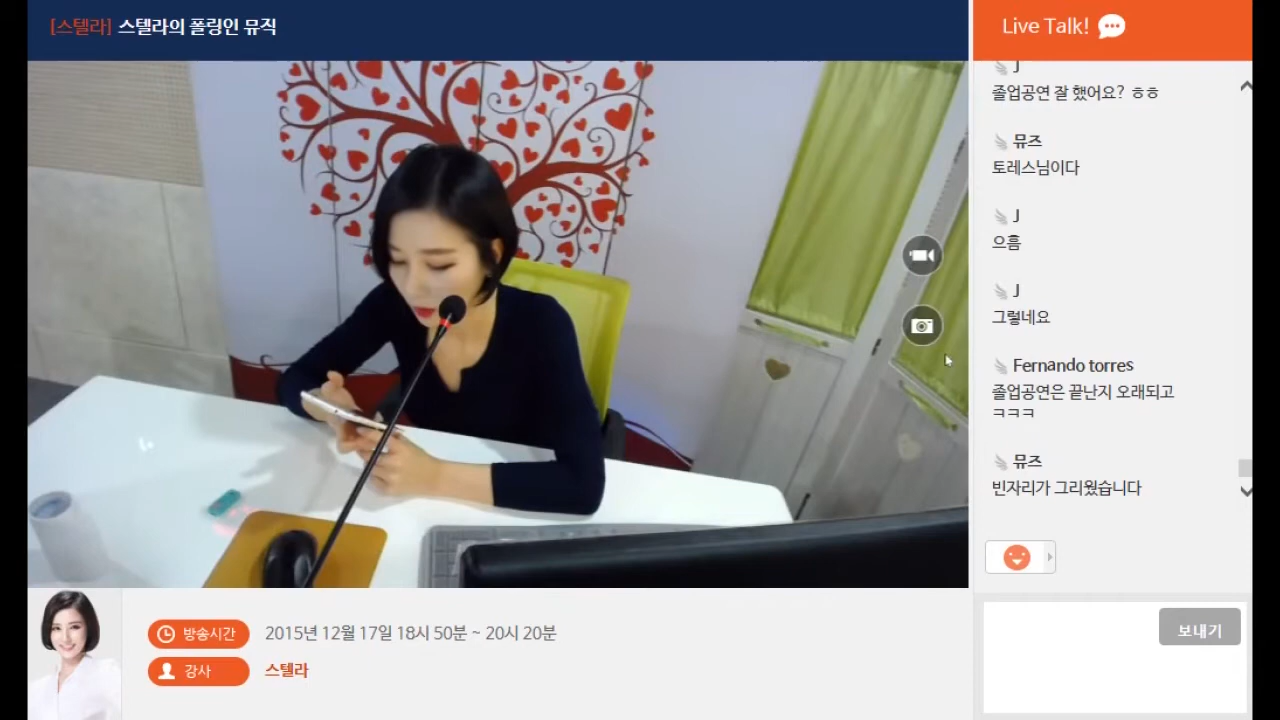 [스텔라] 스텔라의 폴링인 뮤직
Live Talk!
J
졸업공연 잘 했어요? ㅎㅎ
뮤즈
토레스님이다
J
으흠
J
그렇네요
Fernando torres
졸업공연은 끝난지 오래되고
ㅋㅋㅋ
뮤즈
빈자리가 그리웠습니다
보내기
방송시간 2015년 12월 17일 18시 50분 ~ 20시 20분
강사 스텔라